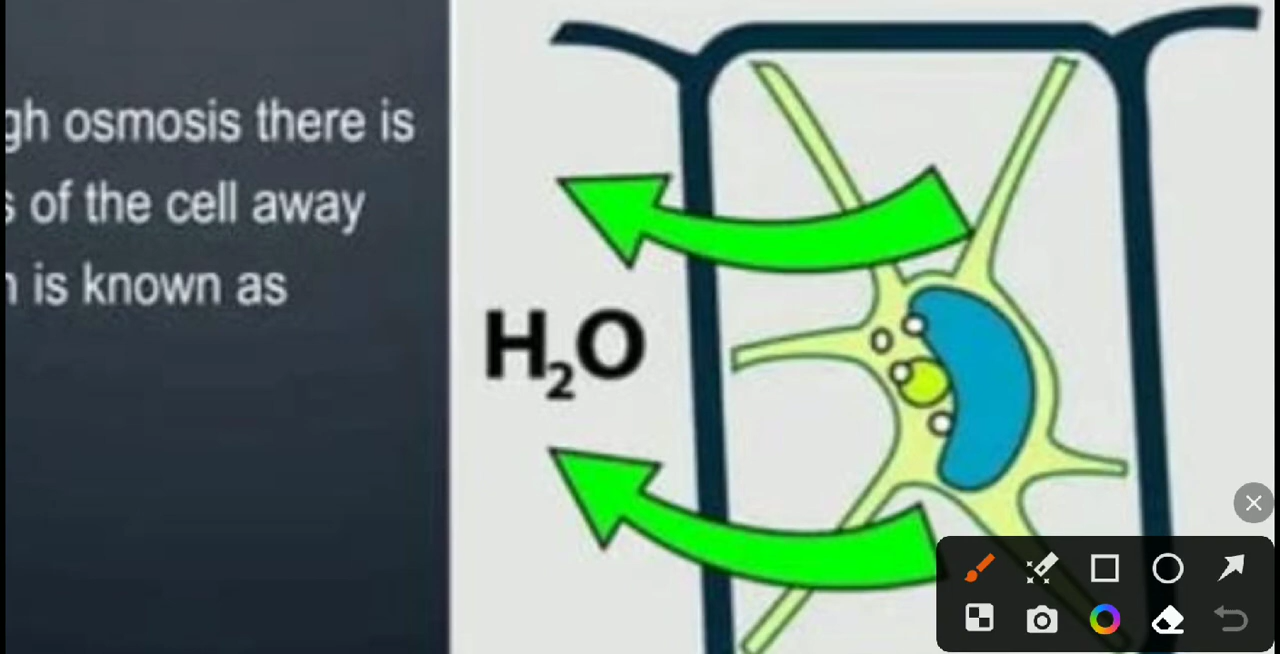 gh osmosis there is
s of the cell away
n is known as
H₂O